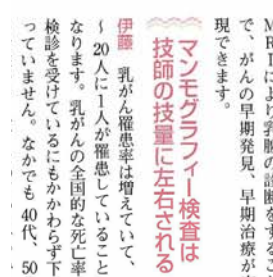 MRIにより乳腺の診断をすこ
で、がんの早期発見、早期治療が
現できます。
マンモグラフィー検査は
技師の技量に左右される
伊藤 乳がん罹患率は増えていて、
~20人に1人が罹患していること
なります。乳がんの全国的な死亡率
検診を受けているにもかかわらず下
っていません。なかでも40代、50